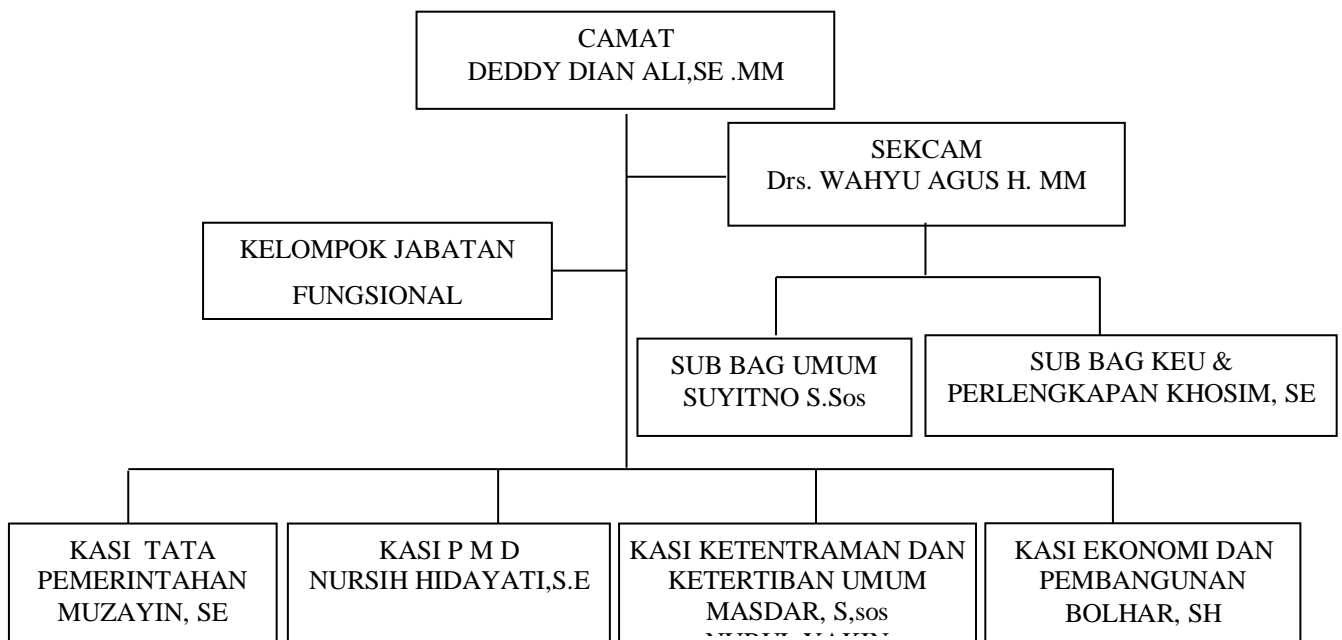 CAMAT
DEDDY DIAN ALI,SE .MM
SEKCAM
Drs. WAHYU AGUS H. MM
KELOMPOK JABATAN
FUNGSIONAL
SUB BAG UMUM
SUYITNO S.Sos
SUB BAG KEU &
PERLENGKAPAN KHOSIM, SE
KASI TATA
PEMERINTAHAN
MUZAYIN, SE
KASI P M D
NURSIH HIDAYATI,S.E
KASI KETENTRAMAN DAN
KETERTIBAN UMUM
MASDAR, S,sos
KASI EKONOMI DAN
PEMBANGUNAN
BOLHAR, SH